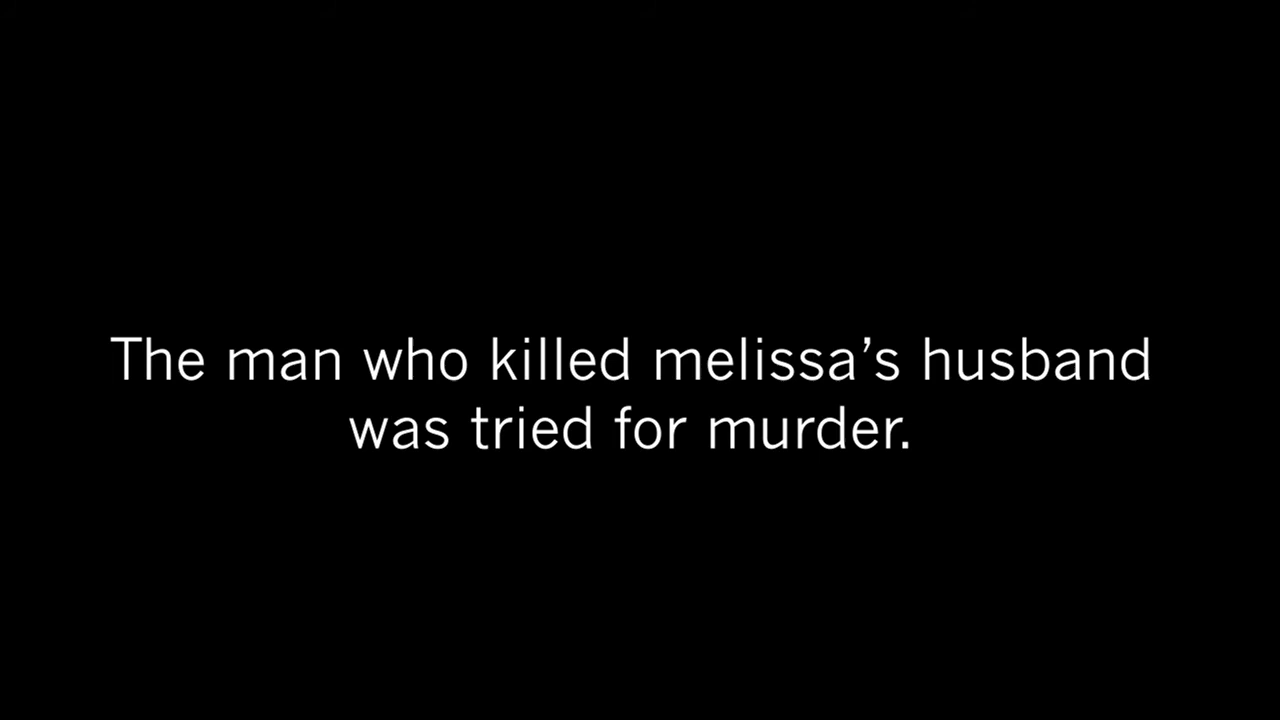 The man who killed melissa’s husband
was tried for murder.